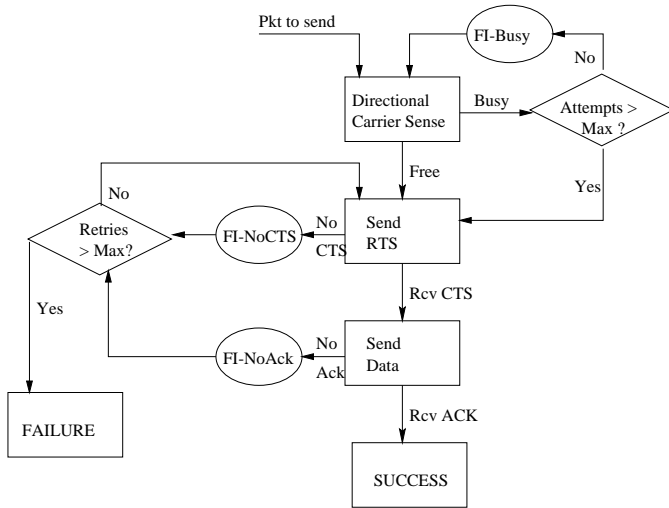 Pkt to send
FI-Busy
No
Directional
Carrier Sense
Busy
Attempts >
Max ?
Free
Yes
No
Retries
> Max?
FI-NoCTS
No
CTS
Send
RTS
Rcv CTS
Yes
FI-NoAck
No
Ack
Send
Data
Rcv ACK
FAILURE
SUCCESS